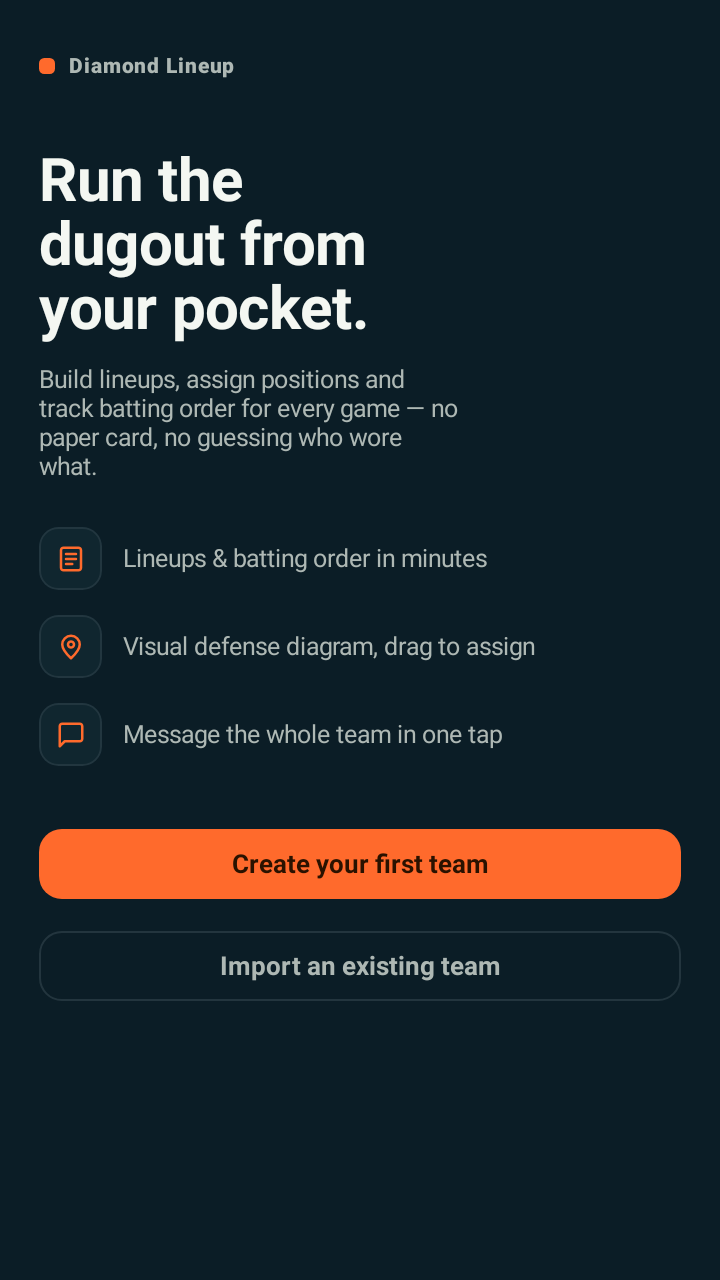 Diamond Lineup
Run the
dugout from
your pocket.
Build lineups, assign positions and
track batting order for every game — no
paper card, no guessing who wore
what.
Lineups & batting order in minutes
Visual defense diagram, drag to assign
Message the whole team in one tap
Create your first team
Import an existing team